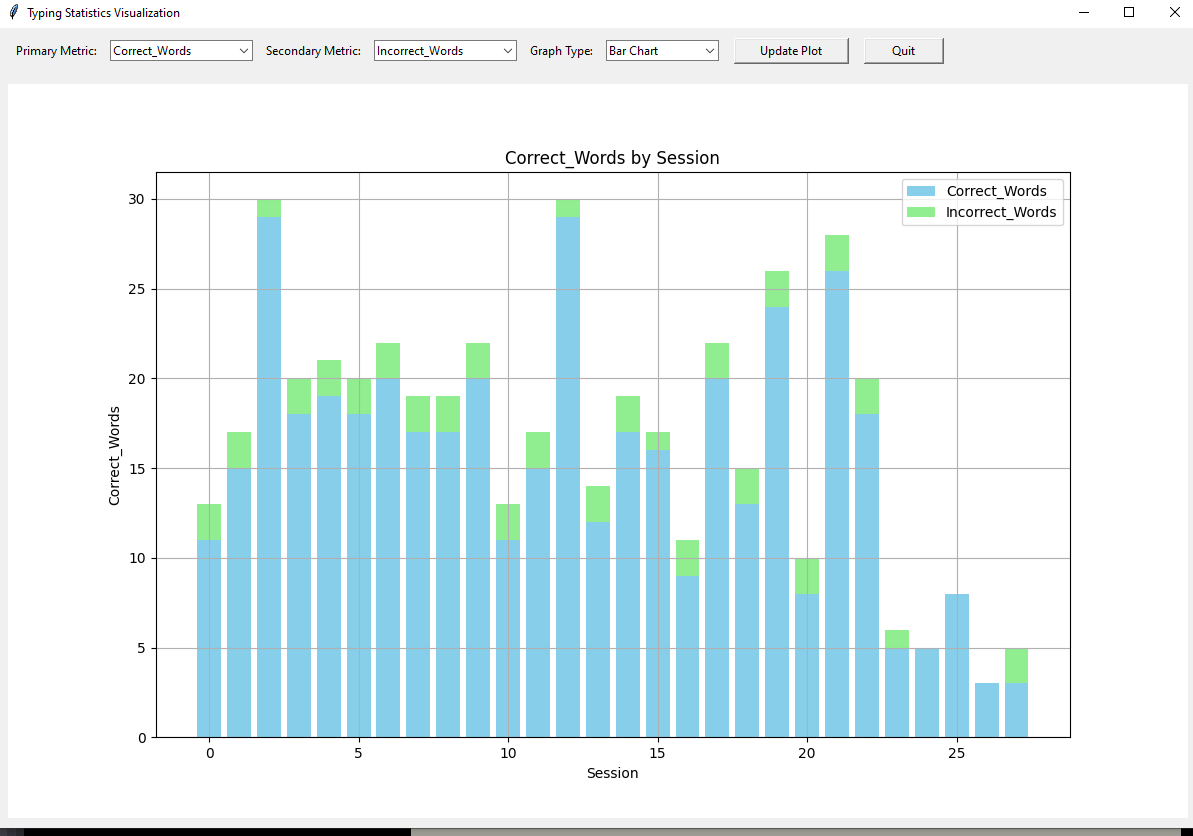 Typing Statistics Visualization
Primary Metric: Correct_Words Secondary Metric: Incorrect_Words Graph Type: Bar Chart Update Plot Quit
Correct_Words by Session
Correct_Words
Incorrect_Words
30
25
20
15
10
5
0
Correct_Words
0 5 10 15 20 25
Session